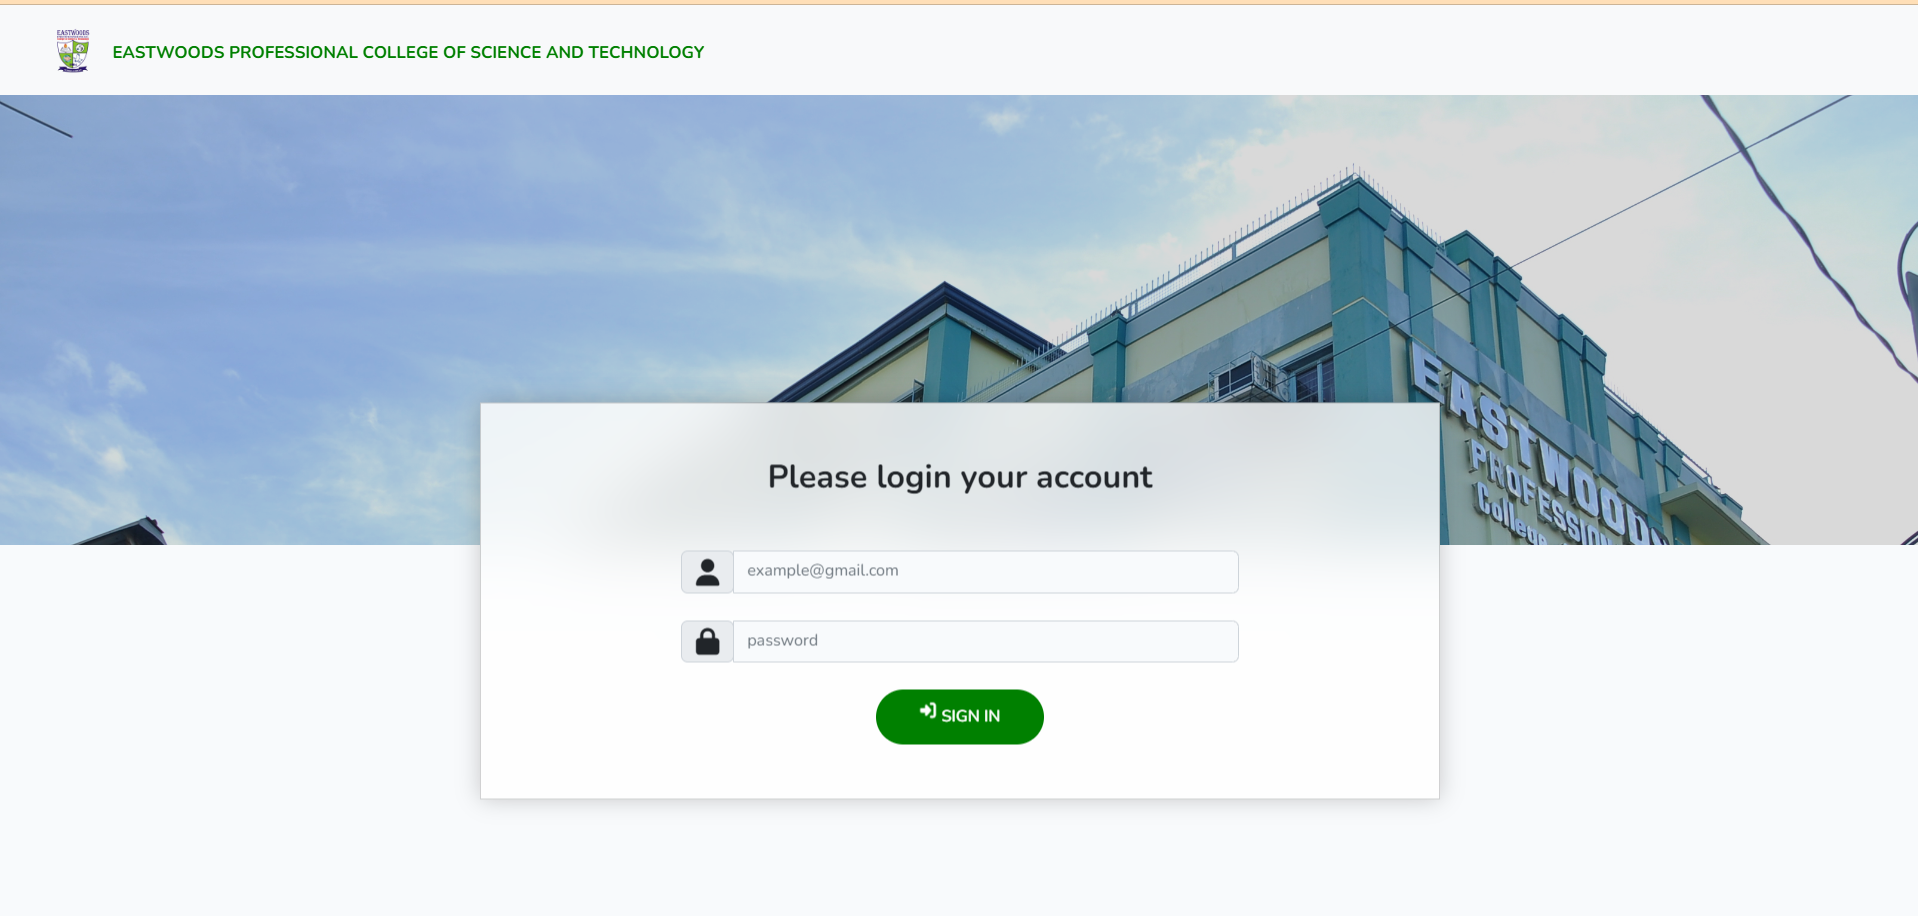 EASTWOODS
EASTWOODS PROFESSIONAL COLLEGE OF SCIENCE AND TECHNOLOGY
EASTWOODS
PROFESSION
College
Please login your account
example@gmail.com
password
SIGN IN